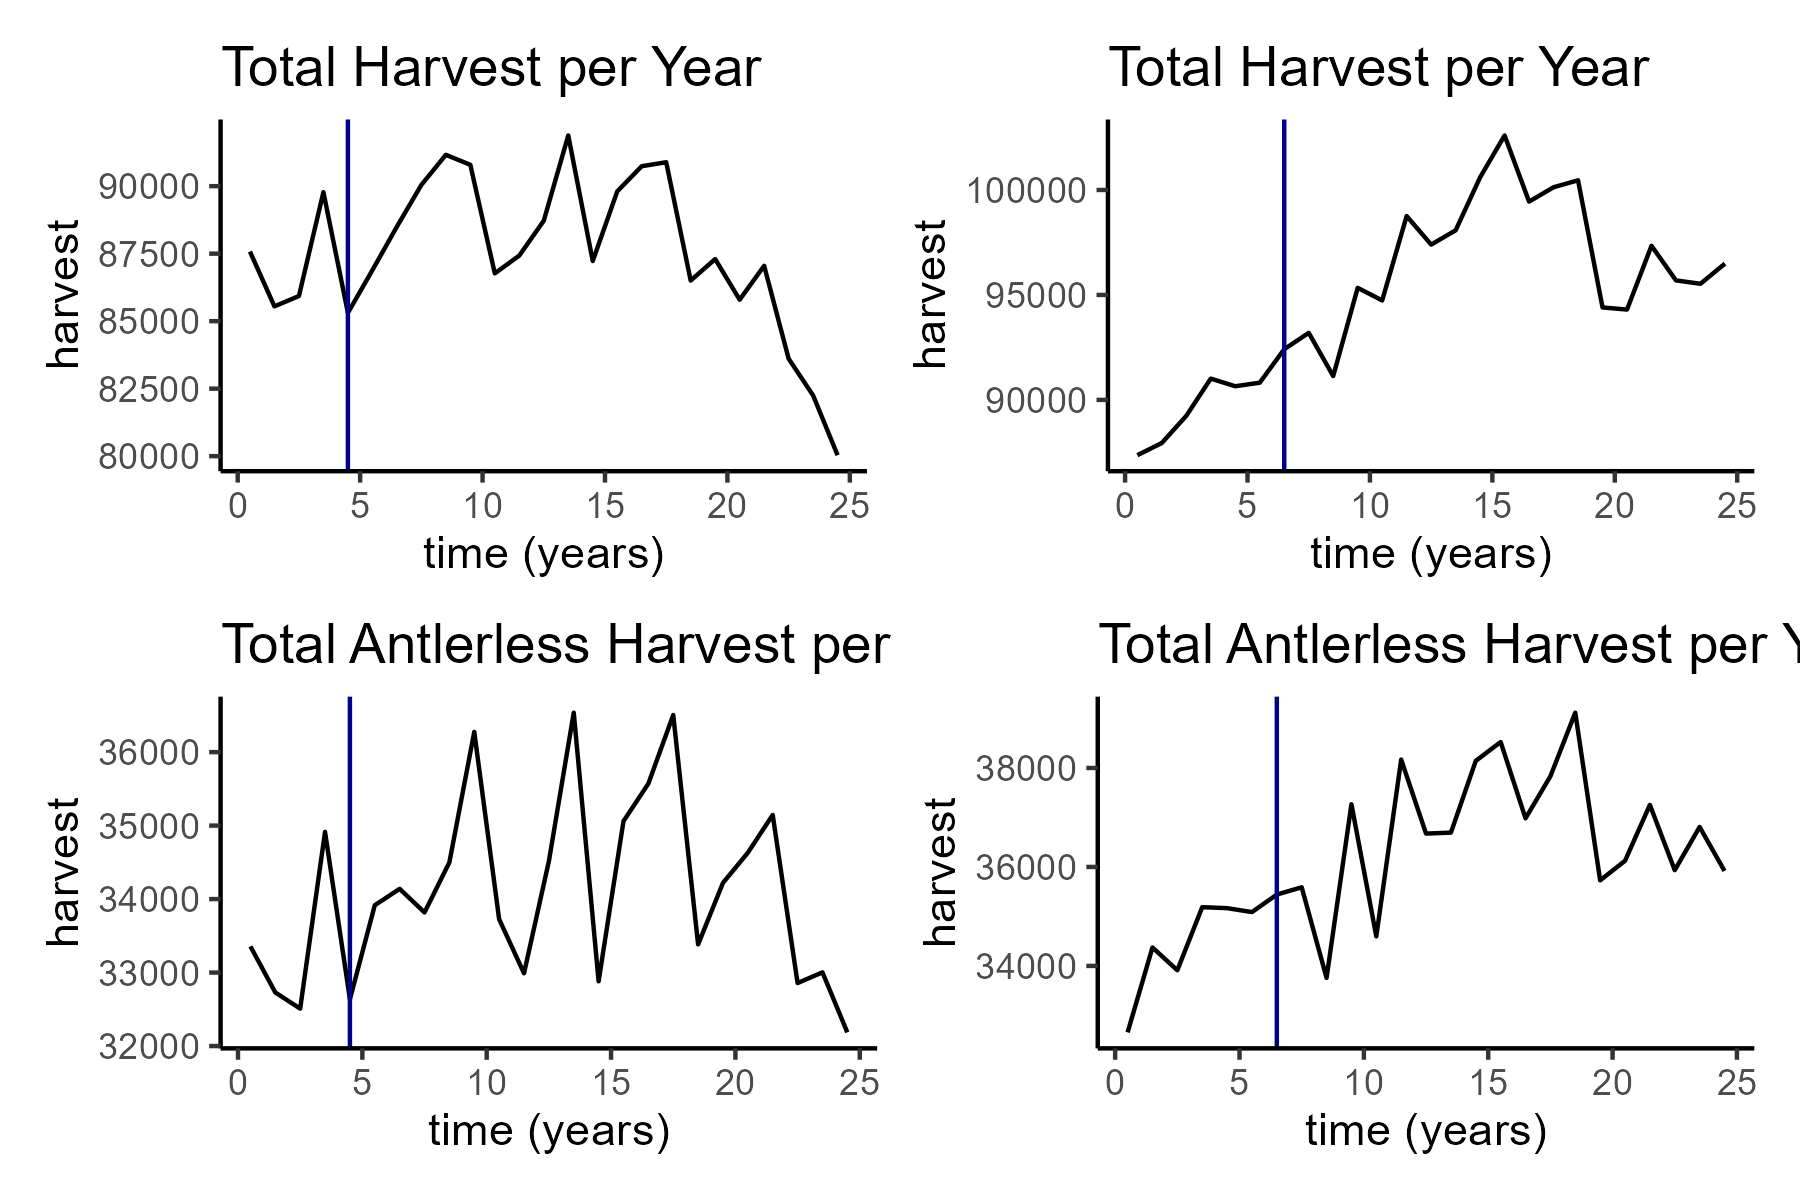 Total Harvest per Year
harvest
90000
87500
85000
82500
80000
0 5 10 15 20 25
time (years)
Total Harvest per Year
harvest
100000
95000
90000
0 5 10 15 20 25
time (years)
Total Antlerless Harvest per
harvest
36000
35000
34000
33000
32000
0 5 10 15 20 25
time (years)
Total Antlerless Harvest per Y
harvest
38000
36000
34000
0 5 10 15 20 25
time (years)